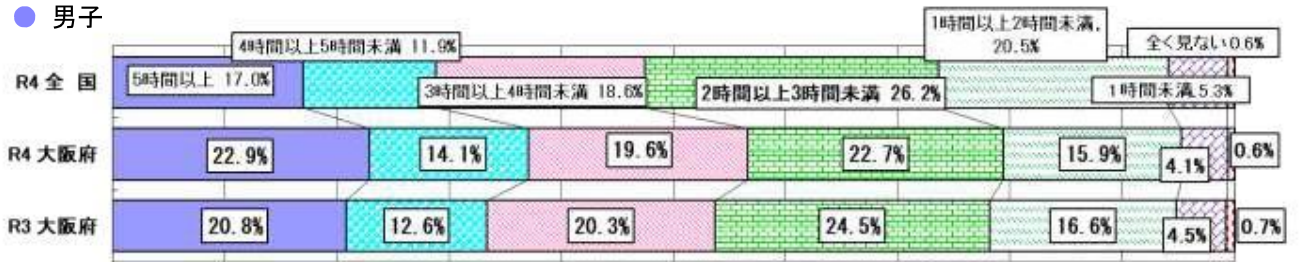 男子
4時間以上5時間未満 11.9%
1時間以上2時間未満,
20.5%
全く見ない0.6%
R4 全 国
5時間以上 17.0%
3時間以上4時間未満 18.6%
2時間以上3時間未満 26.2%
1時間未満,5.3%
R4 大阪府
22.9%
14.1%
19.6%
22.7%
15.9%
4.1%
0.6%
R3 大阪府
20.8%
12.6%
20.3%
24.5%
16.6%
4.5%
0.7%